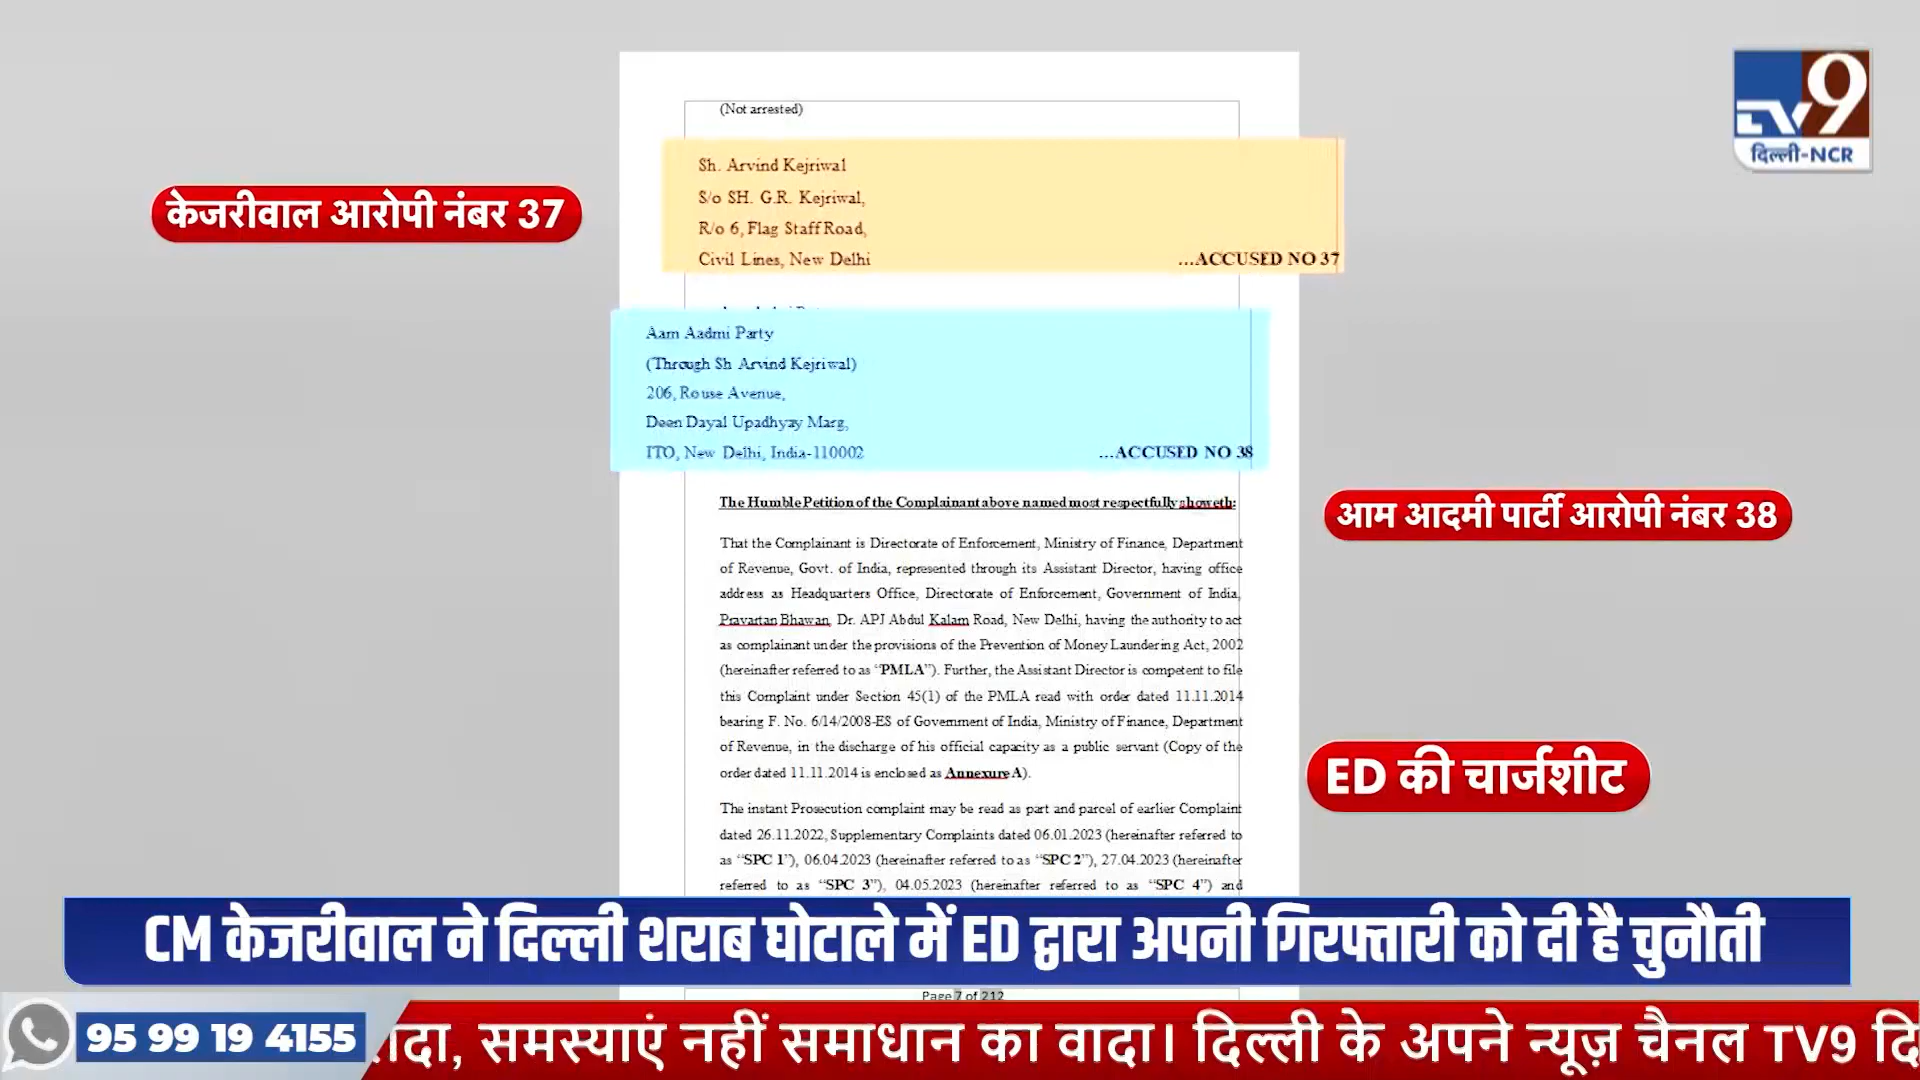 TV9
दिल्ली-NCR
केजरीवाल आरोपी नंबर 37
(Not arrested)
Sh. Arvind Kejriwal
S/o SH. G.R. Kejriwal,
R/o 6, Flag Staff Road,
Civil Lines, New Delhi ...ACCUSED NO 37
Aam Aadmi Party
(Through Sh Arvind Kejriwal)
206, Rouse Avenue,
Deen Dayal Upadhyay Marg,
ITO, New Delhi, India-110002 ...ACCUSED NO 38
आम आदमी पार्टी आरोपी नंबर 38
The Humble Petition of the Complainant above named most respectfully showeth:
That the Complainant is Directorate of Enforcement, Ministry of Finance, Department
of Revenue, Govt. of India, represented through its Assistant Director, having office
address as Headquarters Office, Directorate of Enforcement, Government of India,
Pravartan Bhawan, Dr. APJ Abdul Kalam Road, New Delhi, having the authority to act
as complainant under the provisions of the Prevention of Money Laundering Act, 2002
(hereinafter referred to as “PMLA”). Further, the Assistant Director is competent to file
this Complaint under Section 45(1) of the PMLA read with order dated 11.11.2014
bearing F. No. 6/14/2008-ES of Government of India, Ministry of Finance, Department
of Revenue, in the discharge of his official capacity as a public servant (Copy of the
order dated 11.11.2014 is enclosed as Annexure A).
ED की चार्जशीट
The instant Prosecution complaint may be read as part and parcel of earlier Complaint
dated 26.11.2022, Supplementary Complaints dated 06.01.2023 (hereinafter referred to
as “SPC 1”), 06.04.2023 (hereinafter referred to as “SPC 2”), 27.04.2023 (hereinafter
referred to as “SPC 3”), 04.05.2023 (hereinafter referred to as “SPC 4”) and
CM केजरीवाल ने दिल्ली शराब घोटाले में ED द्वारा अपनी गिरफ्तारी को दी है चुनौती
Page 7 of 212
95 99 19 4155
समस्याएं नहीं समाधान का वादा। दिल्ली के अपने न्यूज़ चैनल TV9 दि